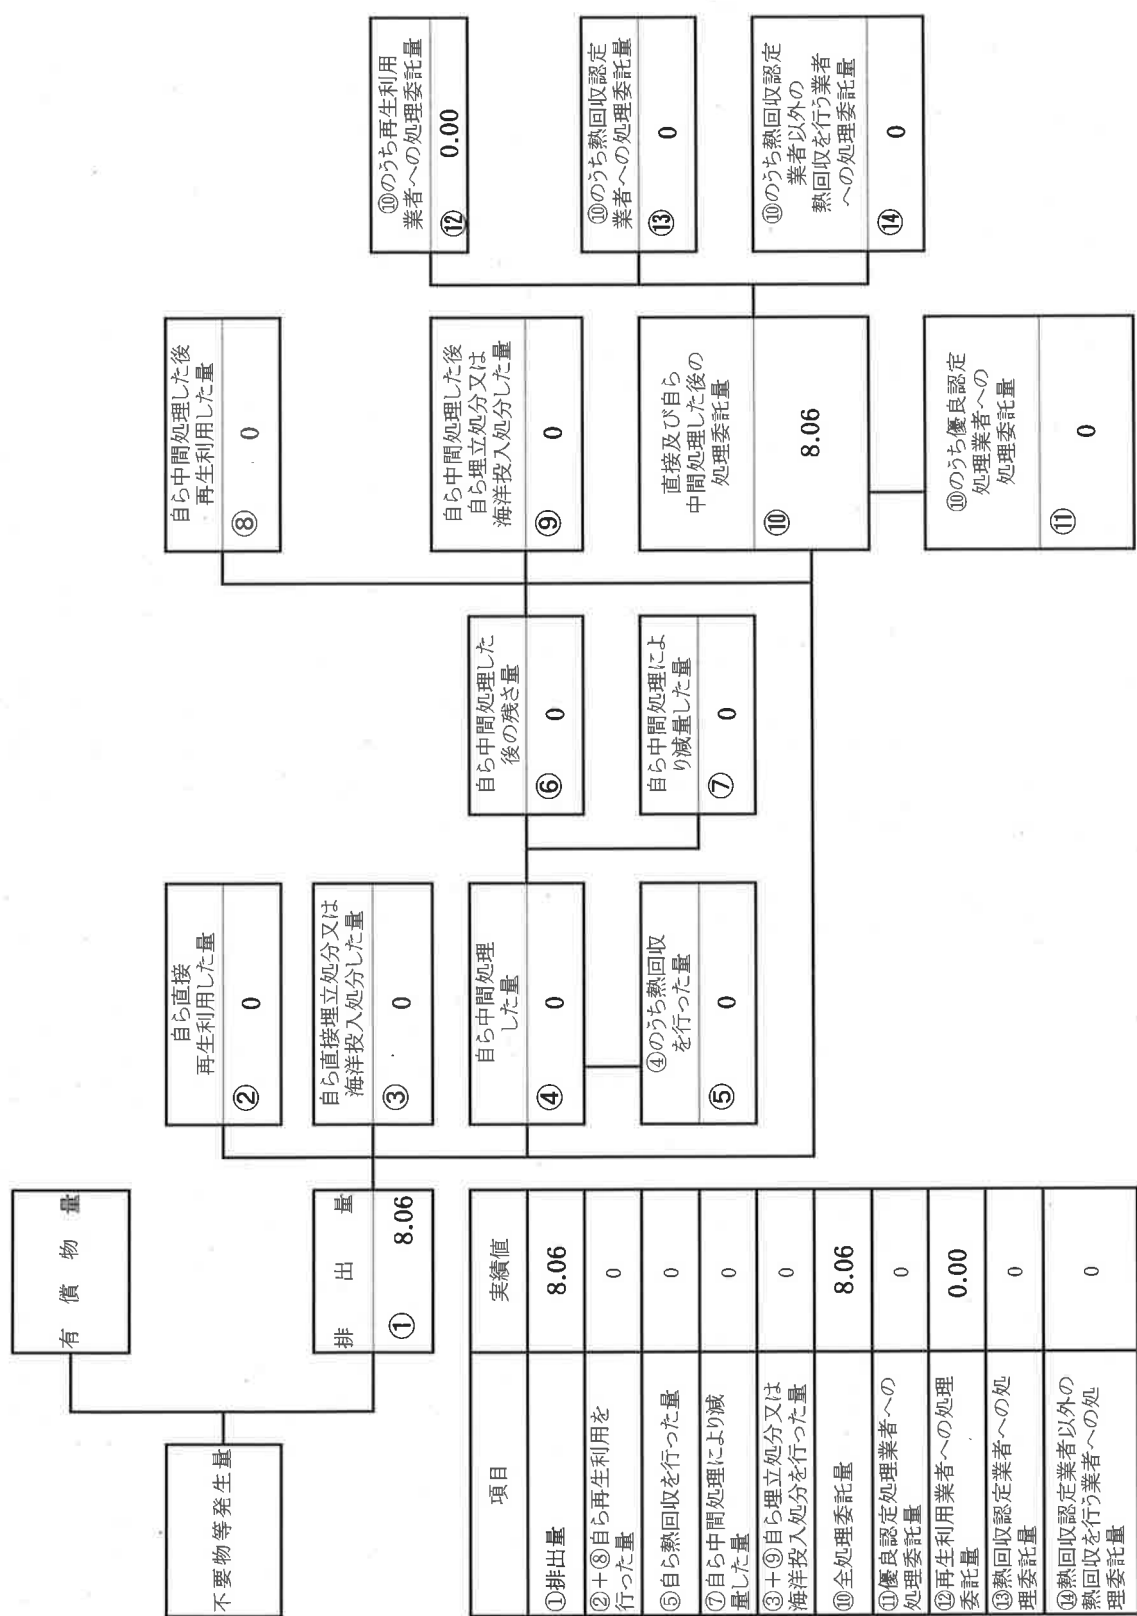 不要物等発生量
有償物量
排出量
① 8.06
自ら直接
再生利用した量
② 0
自ら直接埋立処分又は
海洋投入処分した量
③ 0
自ら中間処理
した量
④ 0
④のうち熱回収
を行った量
⑤ 0
自ら中間処理した
後の残さ量
⑥ 0
自ら中間処理によ
り減量した量
⑦ 0
自ら中間処理した後
再生利用した量
⑧ 0
自ら中間処理した後
自ら埋立処分又は
海洋投入処分した量
⑨ 0
直接及び自ら
中間処理した後の
処理委託量
⑩ 8.06
⑩のうち優良認定
処理業者への
処理委託量
⑪ 0
⑩のうち再生利用
業者への処理委託量
⑫ 0.00
⑩のうち熱回収認定
業者への処理委託量
⑬ 0
⑩のうち熱回収認定
業者以外の
熱回収を行う業者
への処理委託量
⑭ 0
項目 実績値
①排出量 8.06
②+⑧自ら再生利用を
行った量 0
⑤自ら熱回収を行った量 0
⑦自ら中間処理により減
量した量 0
③+⑨自ら埋立処分又は
海洋投入処分を行った量 0
⑩全処理委託量 8.06
⑪優良認定処理業者への
処理委託量 0
⑫再生利用業者への処理
委託量 0.00
⑬熱回収認定業者への処
理委託量 0
⑭熱回収認定業者以外の
熱回収を行う業者への処
理委託量 0